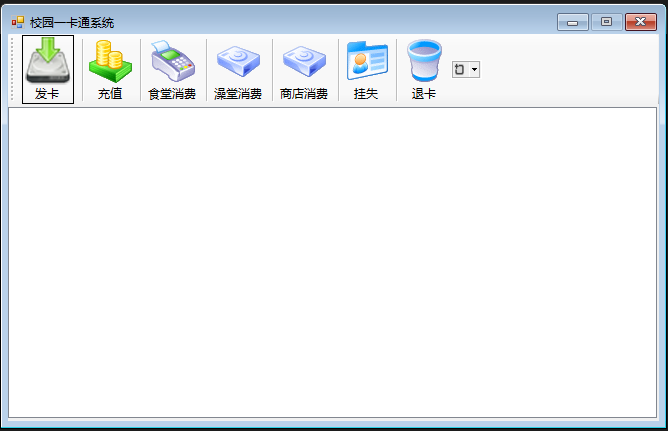 校园一卡通系统
发卡
充值
食堂消费
澡堂消费
商店消费
挂失
退卡